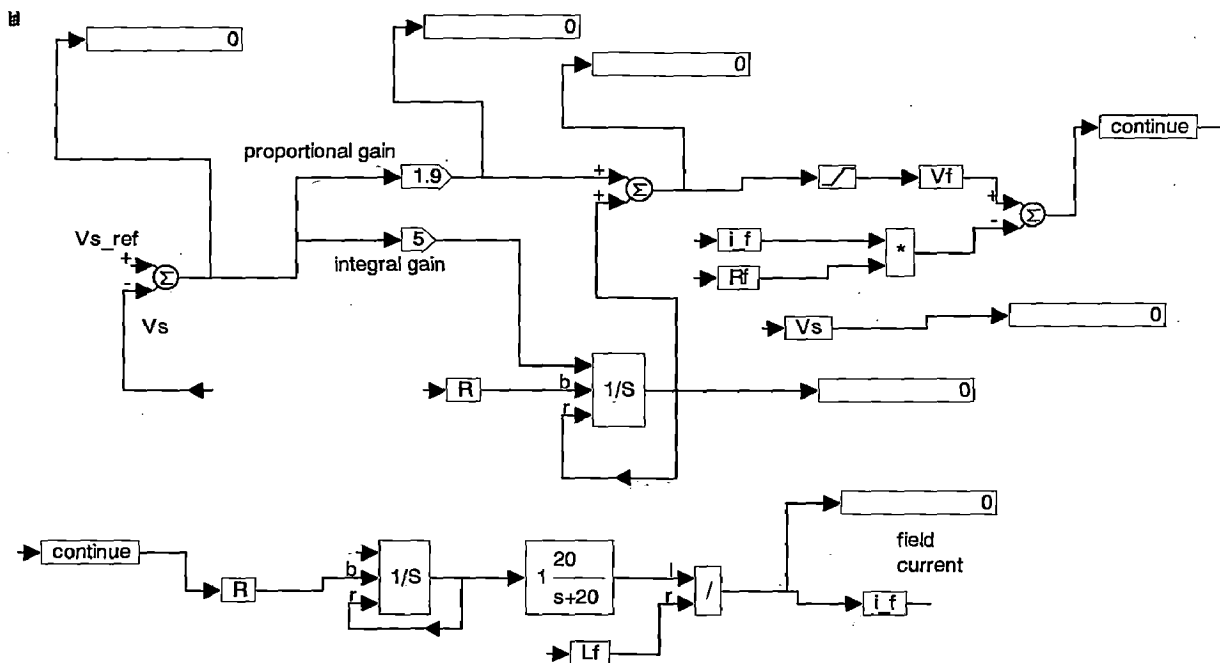 0
0
0
continue
proportional gain
1.9
+
+
Σ
Vf
+
-
Σ
Vs_ref
+
-
Σ
5
integral gain
i_f
Rf
*
Vs
Vs
0
R
b
r
1/S
0
0
continue
R
b
r
1/S
1 20
s+20
l
r
/
Lf
field
current
i_f